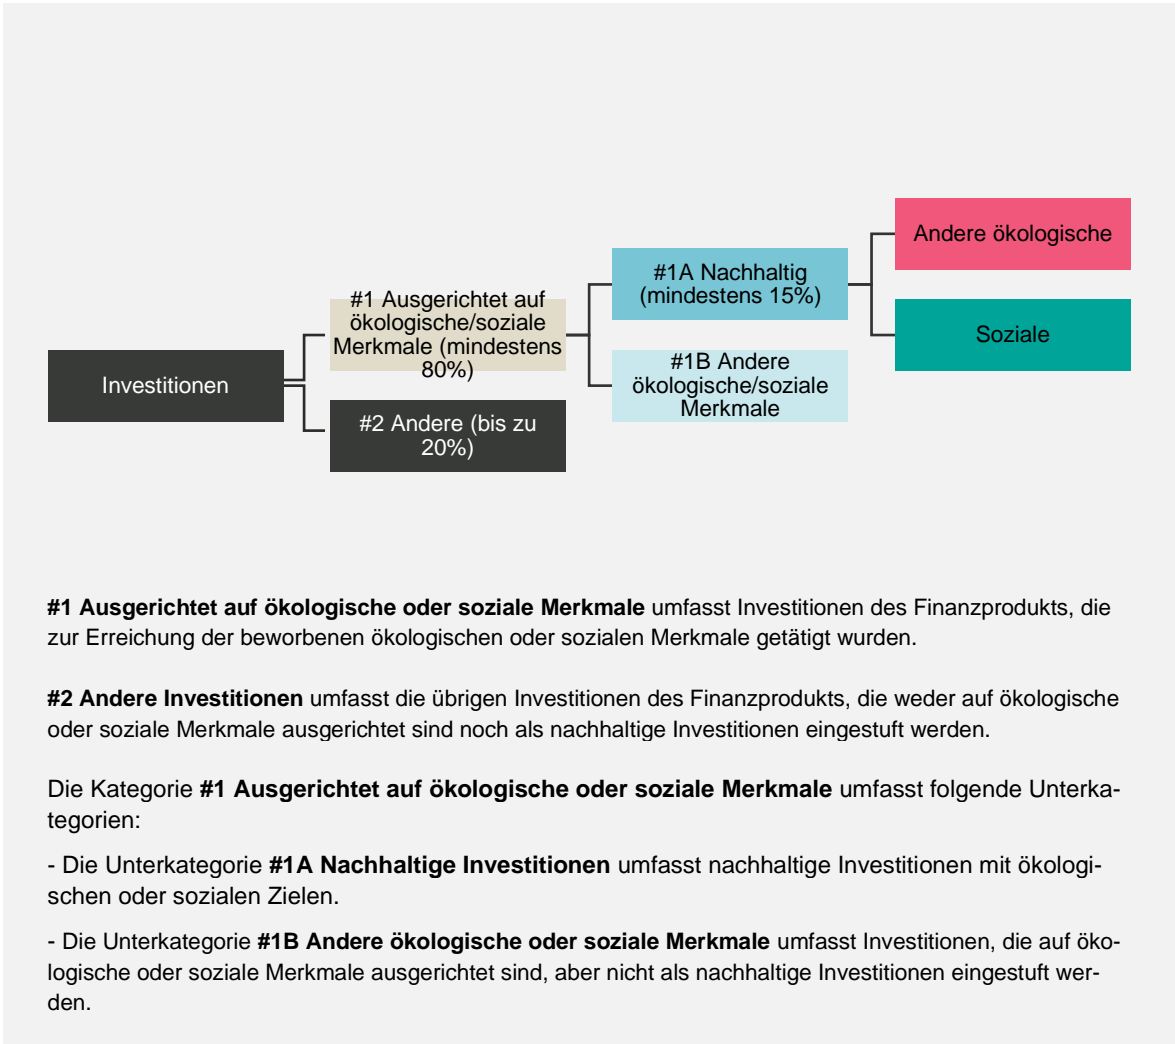 Investitionen
#1 Ausgerichtet auf
ökologische/soziale
Merkmale (mindestens
80%)
#2 Andere (bis zu
20%)
#1A Nachhaltig
(mindestens 15%)
#1B Andere
ökologische/soziale
Merkmale
Andere ökologische
Soziale
#1 Ausgerichtet auf ökologische oder soziale Merkmale umfasst Investitionen des Finanzprodukts, die
zur Erreichung der beworbenen ökologischen oder sozialen Merkmale getätigt wurden.
#2 Andere Investitionen umfasst die übrigen Investitionen des Finanzprodukts, die weder auf ökologische
oder soziale Merkmale ausgerichtet sind noch als nachhaltige Investitionen eingestuft werden.
Die Kategorie #1 Ausgerichtet auf ökologische oder soziale Merkmale umfasst folgende Unterka-
tegorien:
- Die Unterkategorie #1A Nachhaltige Investitionen umfasst nachhaltige Investitionen mit ökologi-
schen oder sozialen Zielen.
- Die Unterkategorie #1B Andere ökologische oder soziale Merkmale umfasst Investitionen, die auf öko-
logische oder soziale Merkmale ausgerichtet sind, aber nicht als nachhaltige Investitionen eingestuft wer-
den.